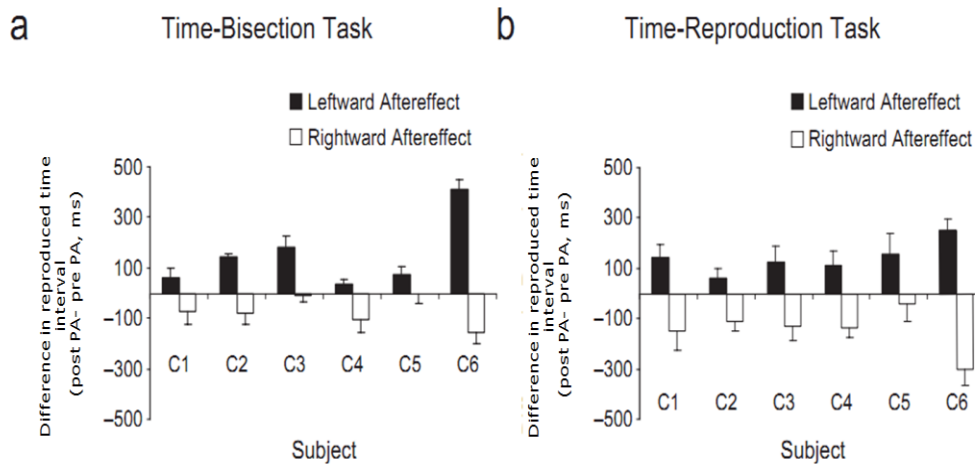 a
Time-Bisection Task
Leftward Aftereffect
Rightward Aftereffect
Difference in reproduced time
interval
(post PA- pre PA, ms)
500
300
100
–100
–300
–500
C1 C2 C3 C4 C5 C6
Subject
b
Time-Reproduction Task
Leftward Aftereffect
Rightward Aftereffect
Difference in reproduced time
interval
(post PA- pre PA, ms)
500
300
100
–100
–300
–500
C1 C2 C3 C4 C5 C6
Subject